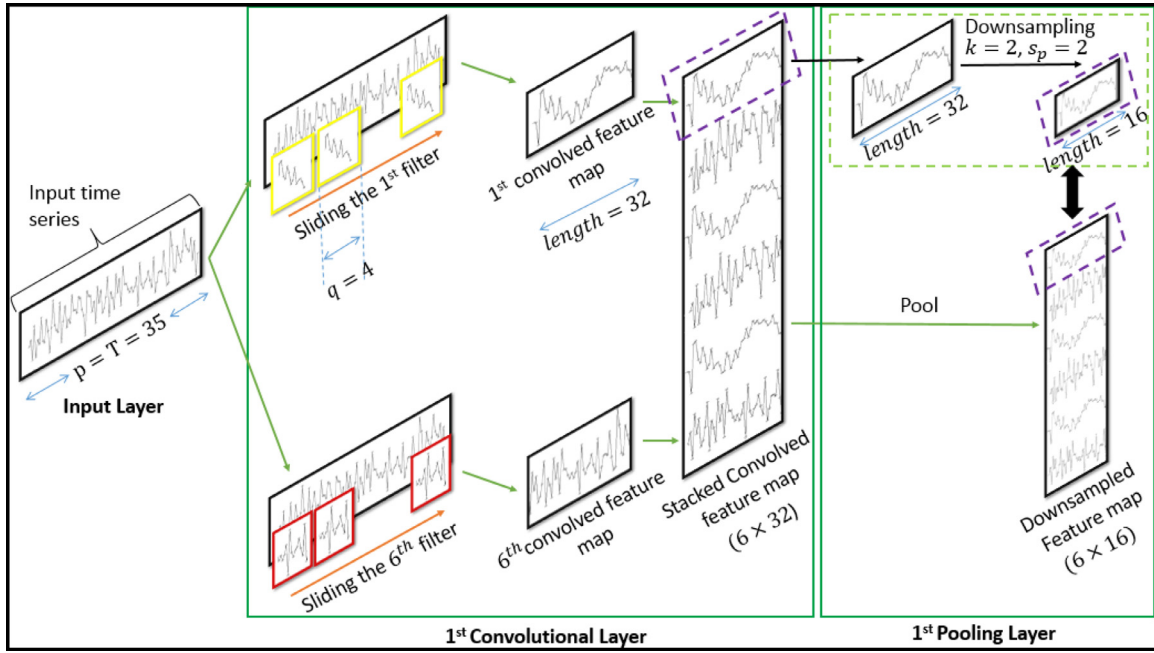 Input time
series
p = T = 35
Input Layer
Sliding the 1st filter
q = 4
1st convolved feature
map
length = 32
Sliding the 6th filter
6th convolved feature
map
Stacked Convolved
feature map
(6 × 32)
1st Convolutional Layer
Downsampling
k = 2, sp = 2
length = 32
length = 16
Pool
Downsampled
Feature map
(6 × 16)
1st Pooling Layer